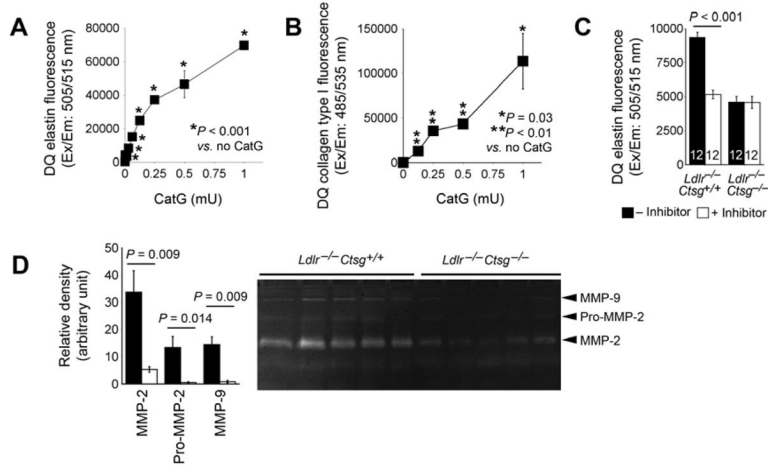 A
DQ elastin fluorescence
(Ex/Em: 505/515 nm)
80000
60000
40000
20000
0
*
*
*
*
*
*
*
*P < 0.001
vs. no CatG
0
0.25
0.5
0.75
1
CatG (mU)
B
DQ collagen type I fluorescence
(Ex/Em: 485/535 nm)
150000
100000
50000
0
**
**
**
*
*P = 0.03
**P < 0.01
vs. no CatG
0
0.25
0.5
0.75
1
CatG (mU)
C
DQ elastin fluorescence
(Ex/Em: 505/515 nm)
10000
7500
5000
2500
0
P < 0.001
12 12
12
Ldlr–/–
Ctsg+/+
Ldlr–/–
Ctsg–/–
– Inhibitor
+ Inhibitor
D
Relative density
(arbitrary unit)
50
40
30
20
10
0
P = 0.009
P = 0.014
P = 0.009
MMP-2
Pro-MMP-2
MMP-9
Ldlr–/–Ctsg+/+
Ldlr–/–Ctsg–/–
MMP-9
Pro-MMP-2
MMP-2